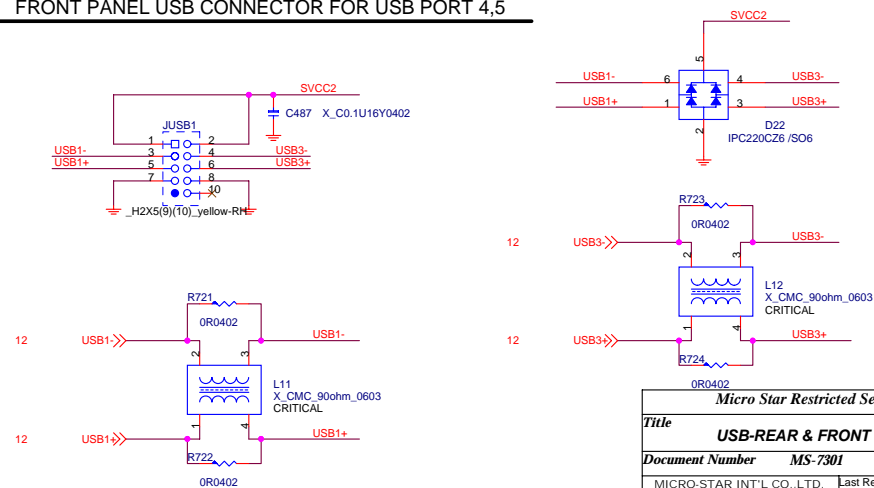 FRONT PANEL USB CONNECTOR FOR USB PORT 4,5
SVCC2
C487 X_C0.1U16Y0402
JUSB1
1 2
USB1- 3 4 USB3-
USB1+ 5 6 USB3+
7 8
10
_H2X5(9)(10)_yellow-RH
SVCC2
5
USB1- 6 4 USB3-
USB1+ 1 3 USB3+
2
D22
IPC220CZ6 /SO6
R723
0R0402
12 USB3- USB3-
2 3
L12
X_CMC_90ohm_0603
CRITICAL
1 4
12 USB3+ USB3+
R724
0R0402
R721
0R0402
12 USB1- USB1-
2 3
L11
X_CMC_90ohm_0603
CRITICAL
1 4
12 USB1+ USB1+
R722
0R0402
Micro Star Restricted Se
Title
USB-REAR & FRONT
Document Number MS-7301
MICRO-STAR INT'L CO.,LTD. Last Re